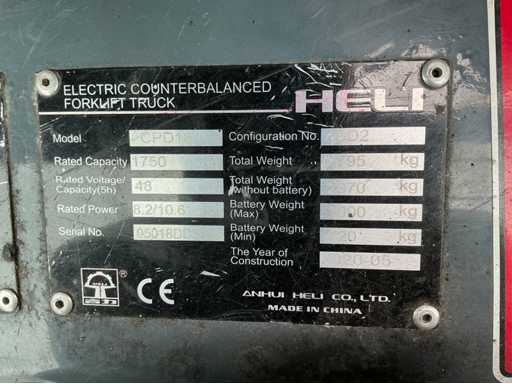 ELECTRIC COUNTERBALANCED
FORKLIFT TRUCK
HELI
Model
Configuration No.
Rated Capacity 1750 Total Weight kg
Rated Voltage/
Capacity(5h) 48
Total Weight
(without battery) kg
Rated Power 8.2/10.6
Battery Weight
(Max) kg
Serial No.
Battery Weight
(Min) kg
The Year of
Construction
® CE
ANHUI HELI CO., LTD.
MADE IN CHINA